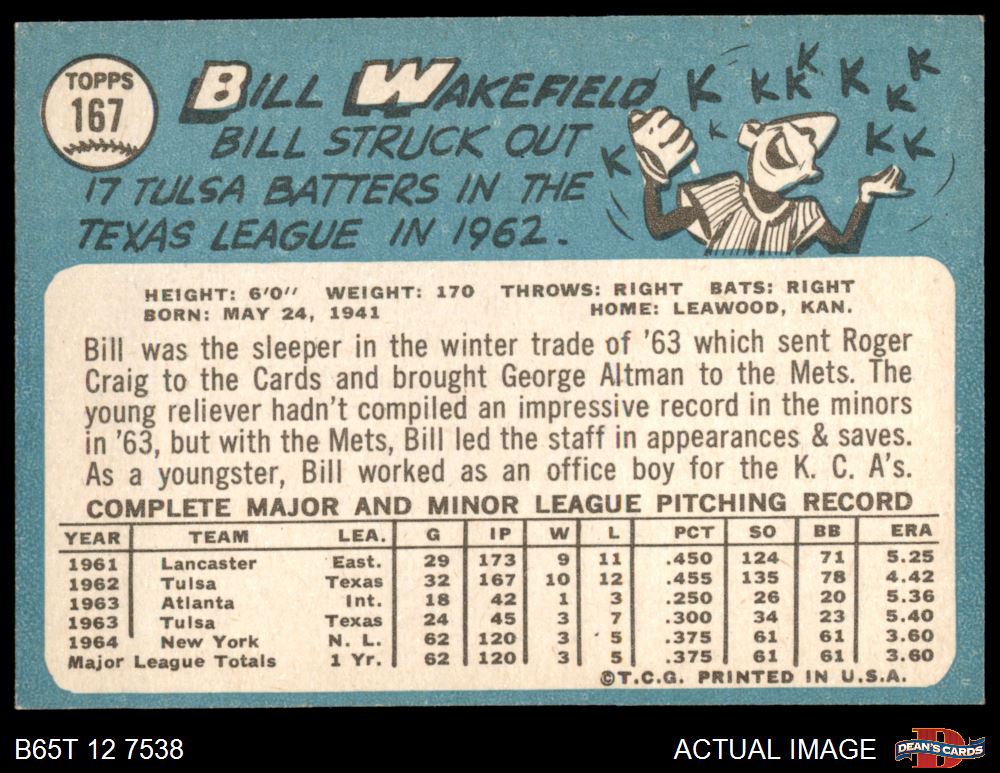 TOPPS
167
BILL WAKEFIELD
BILL STRUCK OUT
17 TULSA BATTERS IN THE
TEXAS LEAGUE IN 1962.
K K K K K K K K K K K
HEIGHT: 6'0" WEIGHT: 170 THROWS: RIGHT BATS: RIGHT
BORN: MAY 24, 1941 HOME: LEAWOOD, KAN.
Bill was the sleeper in the winter trade of '63 which sent Roger
Craig to the Cards and brought George Altman to the Mets. The
young reliever hadn't compiled an impressive record in the minors
in '63, but with the Mets, Bill led the staff in appearances & saves.
As a youngster, Bill worked as an office boy for the K. C. A's.
COMPLETE MAJOR AND MINOR LEAGUE PITCHING RECORD
YEAR TEAM LEA. G IP W L PCT SO BB ERA
1961 Lancaster East. 29 173 9 11 .450 124 71 5.25
1962 Tulsa Texas 32 167 10 12 .455 135 78 4.42
1963 Atlanta Int. 18 42 1 3 .250 26 20 5.36
1963 Tulsa Texas 24 45 3 7 .300 34 23 5.40
1964 New York N. L. 62 120 3 5 .375 61 61 3.60
Major League Totals 1 Yr. 62 120 3 5 .375 61 61 3.60
©T.C.G. PRINTED IN U.S.A.
B65T 12 7538 ACTUAL IMAGE
D
DEAN'S CARDS